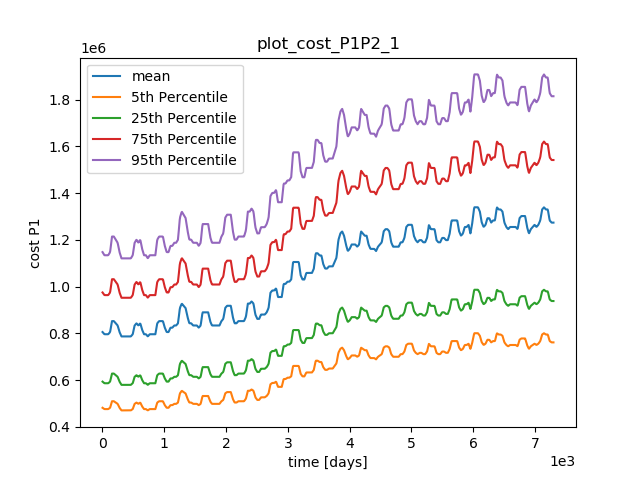 plot_cost_P1P2_1
1e6
mean
5th Percentile
25th Percentile
75th Percentile
95th Percentile
cost P1
1.8
1.6
1.4
1.2
1.0
0.8
0.6
0.4
0 1 2 3 4 5 6 7
time [days]
1e3